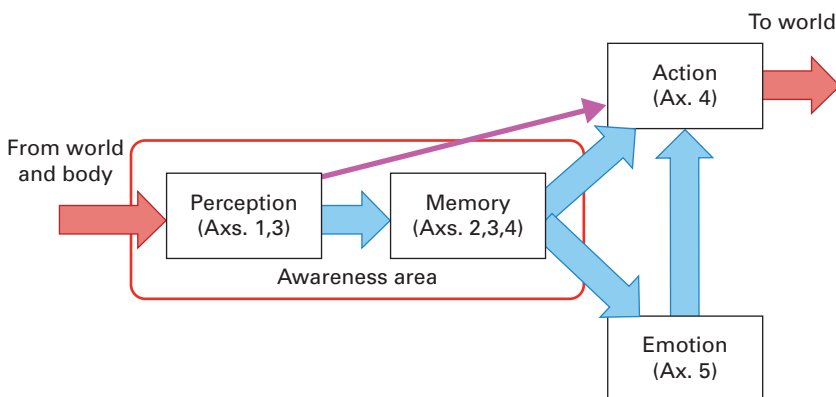 To world
Action
(Ax. 4)
From world
and body
Perception
(Axs. 1,3)
Memory
(Axs. 2,3,4)
Awareness area
Emotion
(Ax. 5)